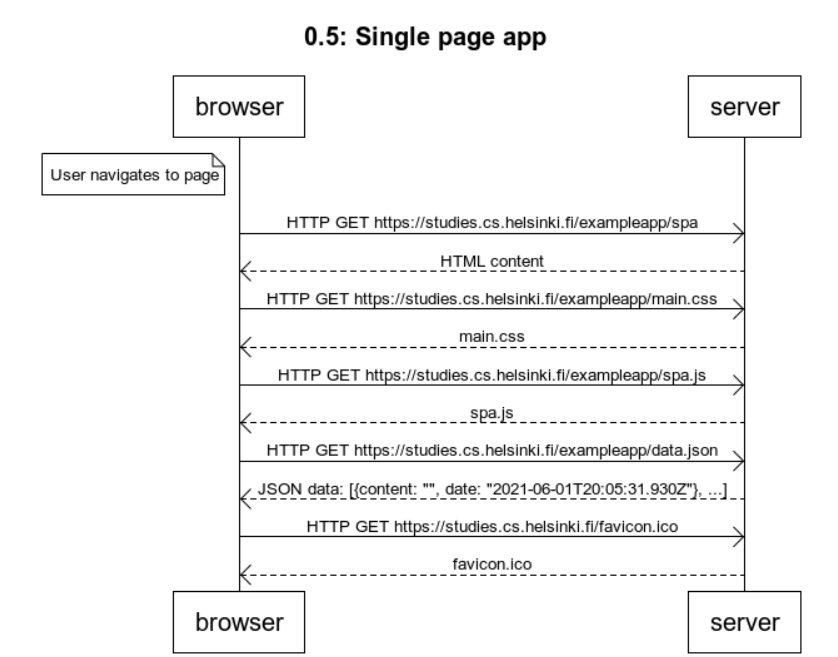 0.5: Single page app
browser
server
User navigates to page
HTTP GET https://studies.cs.helsinki.fi/exampleapp/spa
HTML content
HTTP GET https://studies.cs.helsinki.fi/exampleapp/main.css
main.css
HTTP GET https://studies.cs.helsinki.fi/exampleapp/spa.js
spa.js
HTTP GET https://studies.cs.helsinki.fi/exampleapp/data.json
JSON data: [{content: "", date: "2021-06-01T20:05:31.930Z"}, ...]
HTTP GET https://studies.cs.helsinki.fi/favicon.ico
favicon.ico
browser
server